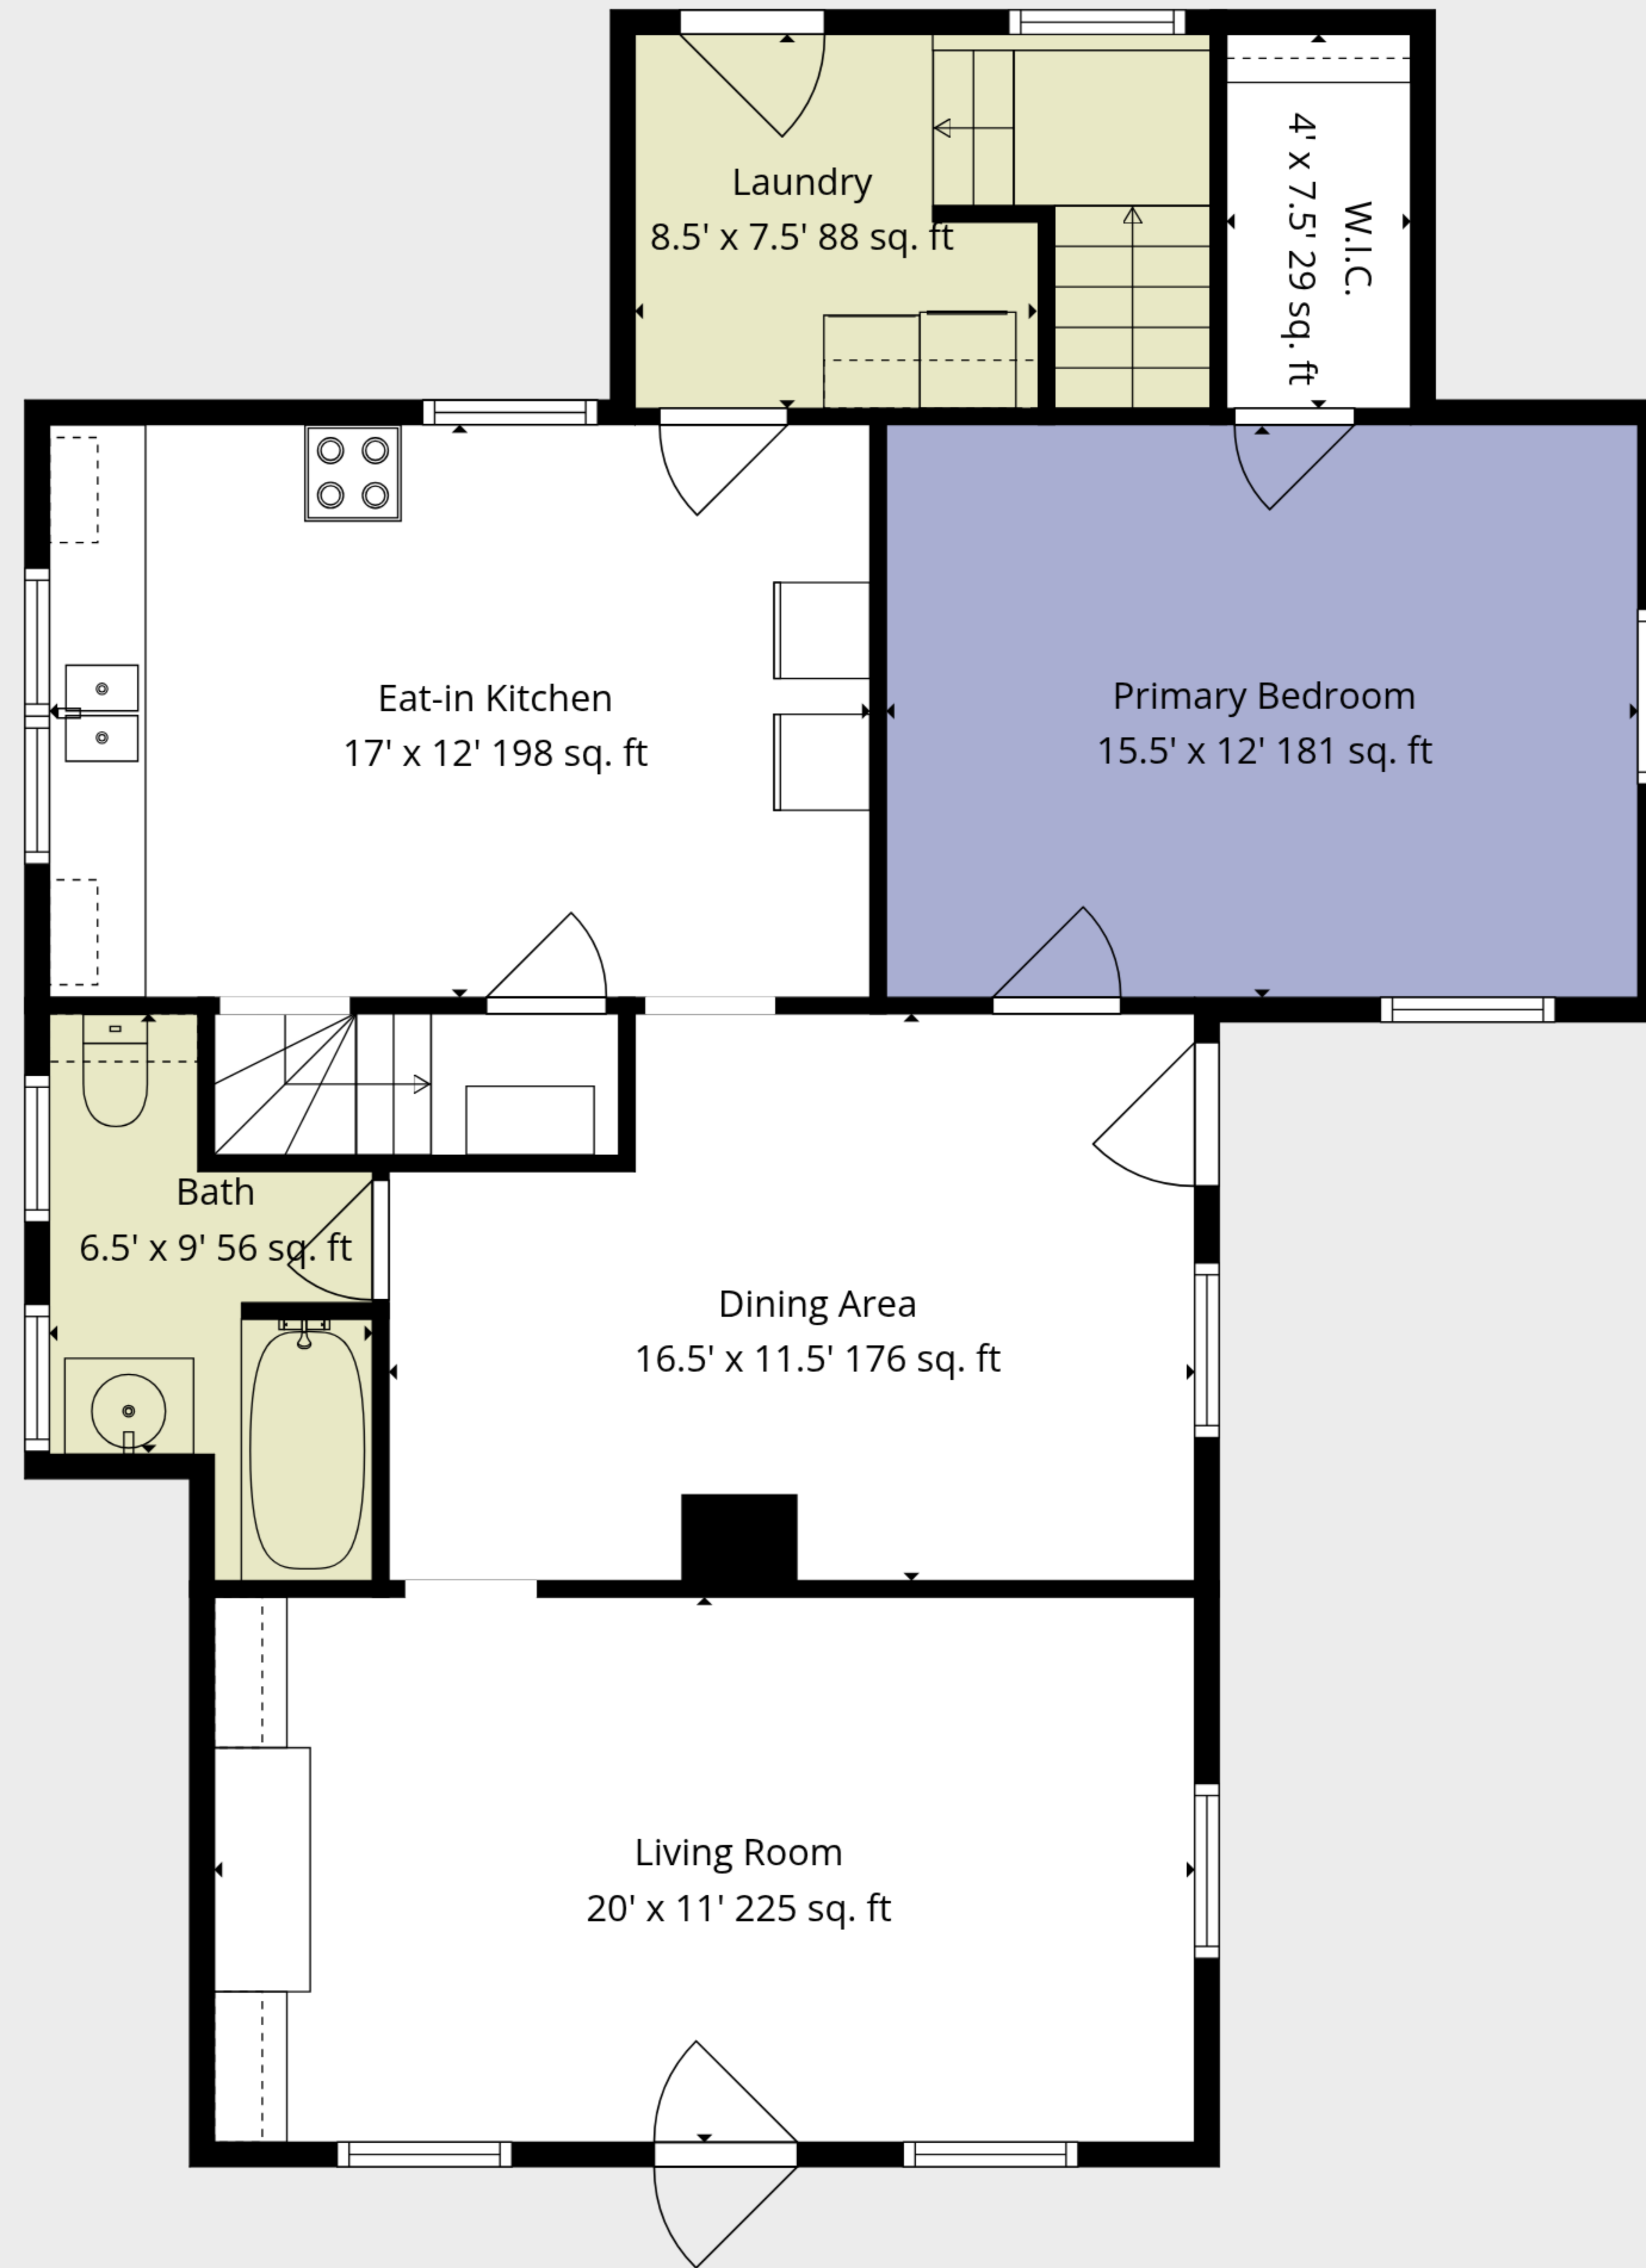 Laundry
8.5' x 7.5' 88 sq. ft
W.I.C.
4' x 7.5' 29 sq. ft
Eat-in Kitchen
17' x 12' 198 sq. ft
Primary Bedroom
15.5' x 12' 181 sq. ft
Bath
6.5' x 9' 56 sq. ft
Dining Area
16.5' x 11.5' 176 sq. ft
Living Room
20' x 11' 225 sq. ft